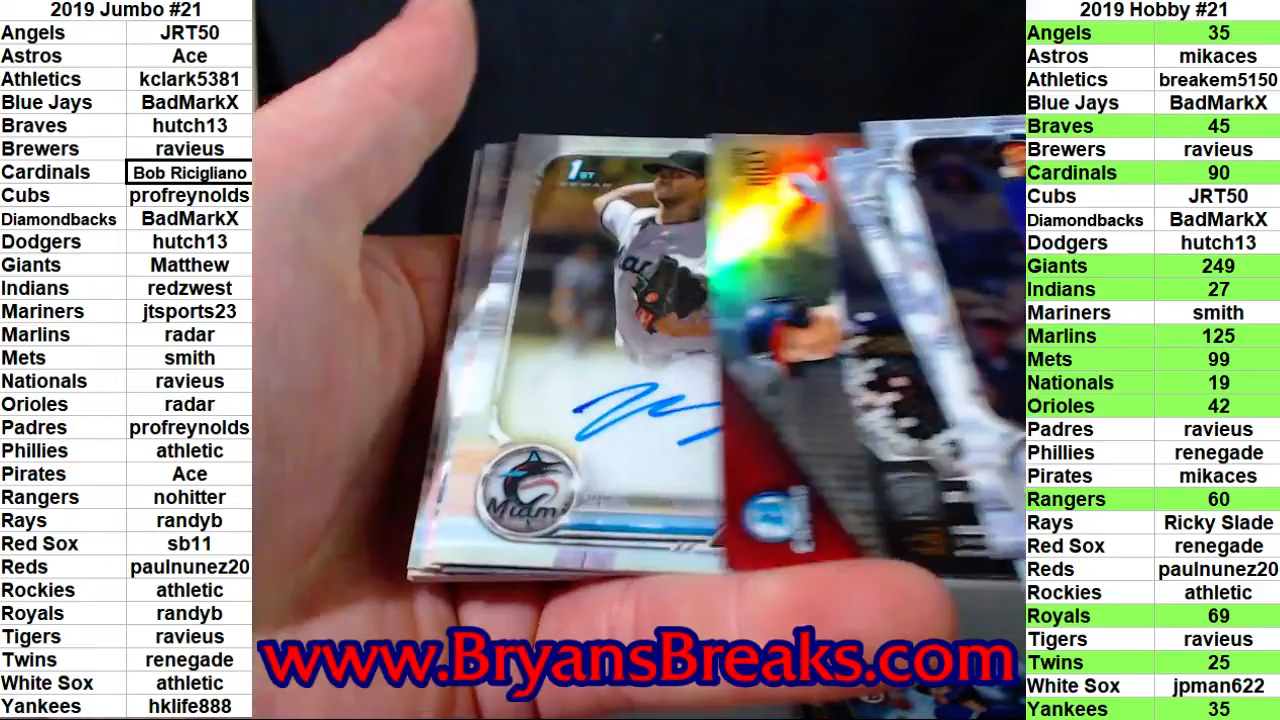 2019 Jumbo #21
Angels JRT50
Astros Ace
Athletics kclark5381
Blue Jays BadMarkX
Braves hutch13
Brewers ravieus
Cardinals Bob Ricigliano
Cubs profreynolds
Diamondbacks BadMarkX
Dodgers hutch13
Giants Matthew
Indians redzwest
Mariners jtsports23
Marlins radar
Mets smith
Nationals ravieus
Orioles radar
Padres profreynolds
Phillies athletic
Pirates Ace
Rangers nohitter
Rays randyb
Red Sox sb11
Reds paulnunez20
Rockies athletic
Royals randyb
Tigers ravieus
Twins renegade
White Sox athletic
Yankees hklife888
1ST
BOWMAN
Miami
www.BryansBreaks.com
2019 Hobby #21
Angels 35
Astros mikaces
Athletics breakem5150
Blue Jays BadMarkX
Braves 45
Brewers ravieus
Cardinals 90
Cubs JRT50
Diamondbacks BadMarkX
Dodgers hutch13
Giants 249
Indians 27
Mariners smith
Marlins 125
Mets 99
Nationals 19
Orioles 42
Padres ravieus
Phillies renegade
Pirates mikaces
Rangers 60
Rays Ricky Slade
Red Sox renegade
Reds paulnunez20
Rockies athletic
Royals 69
Tigers ravieus
Twins 25
White Sox jpman622
Yankees 35